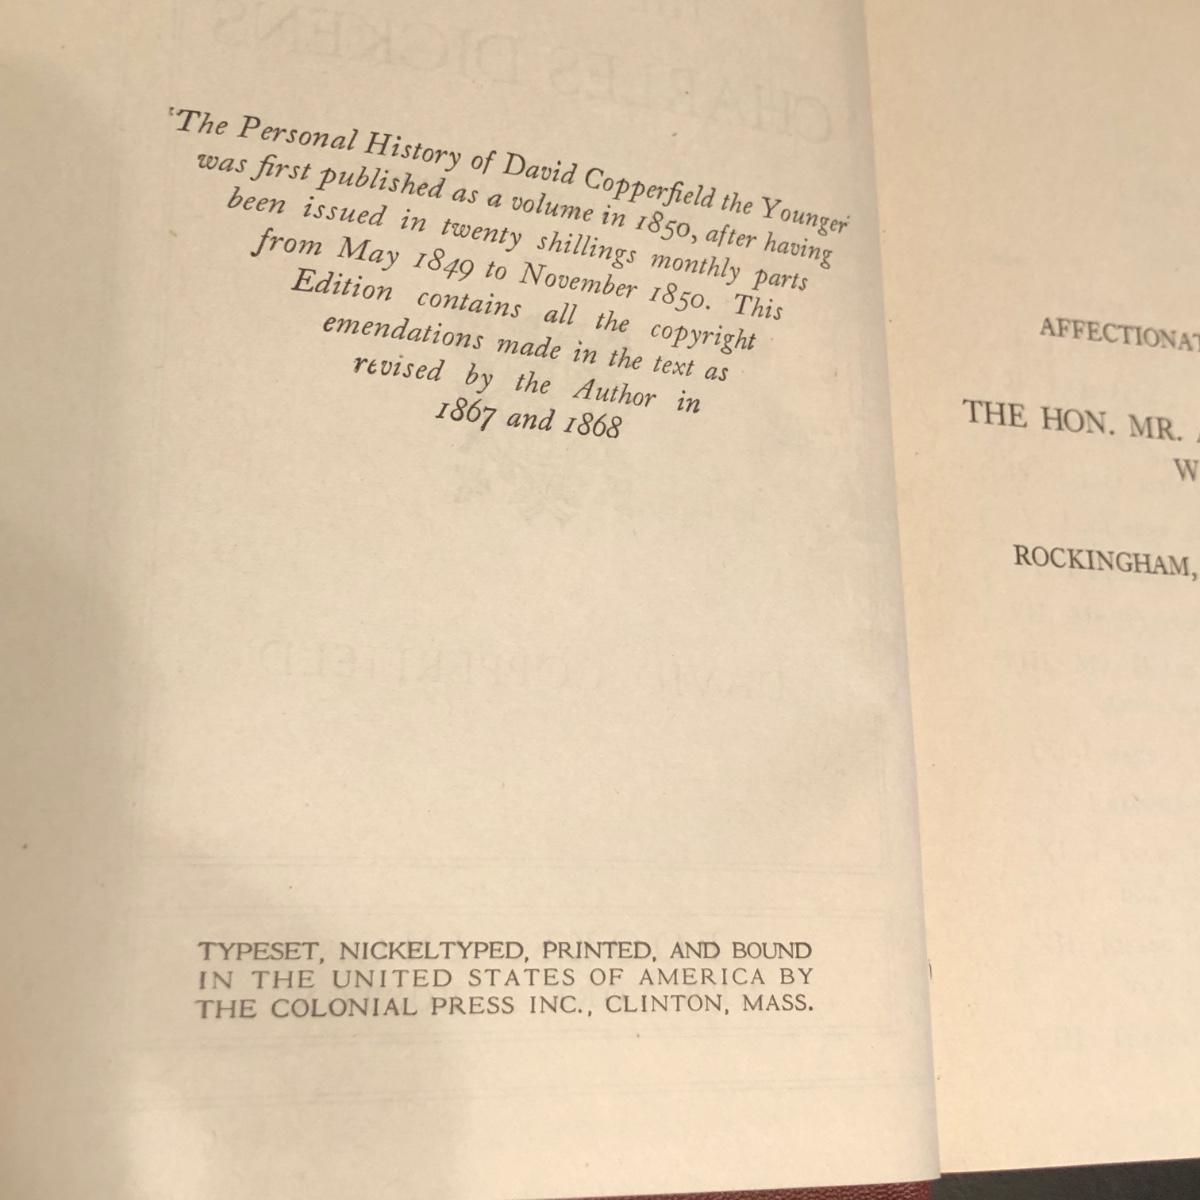 'The Personal History of David Copperfield the Younger'
was first published as a volume in 1850, after having
been issued in twenty shillings monthly parts
from May 1849 to November 1850. This
Edition contains all the copyright
emendations made in the text as
revised by the Author in
1867 and 1868
TYPESET, NICKELTYPED, PRINTED, AND BOUND
IN THE UNITED STATES OF AMERICA BY
THE COLONIAL PRESS INC., CLINTON, MASS.
AFFECTIONAT
THE HON. MR.
W
ROCKINGHAM,